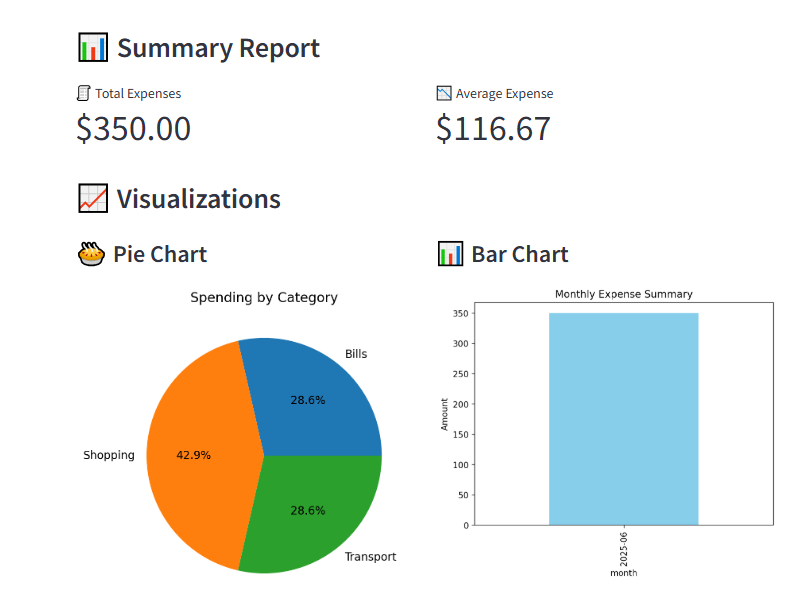 Summary Report
Total Expenses
$350.00
Average Expense
$116.67
Visualizations
Pie Chart
Spending by Category
Bills
28.6%
Shopping
42.9%
28.6%
Transport
Bar Chart
Monthly Expense Summary
Amount
350
300
250
200
150
100
50
0
2025-06
month